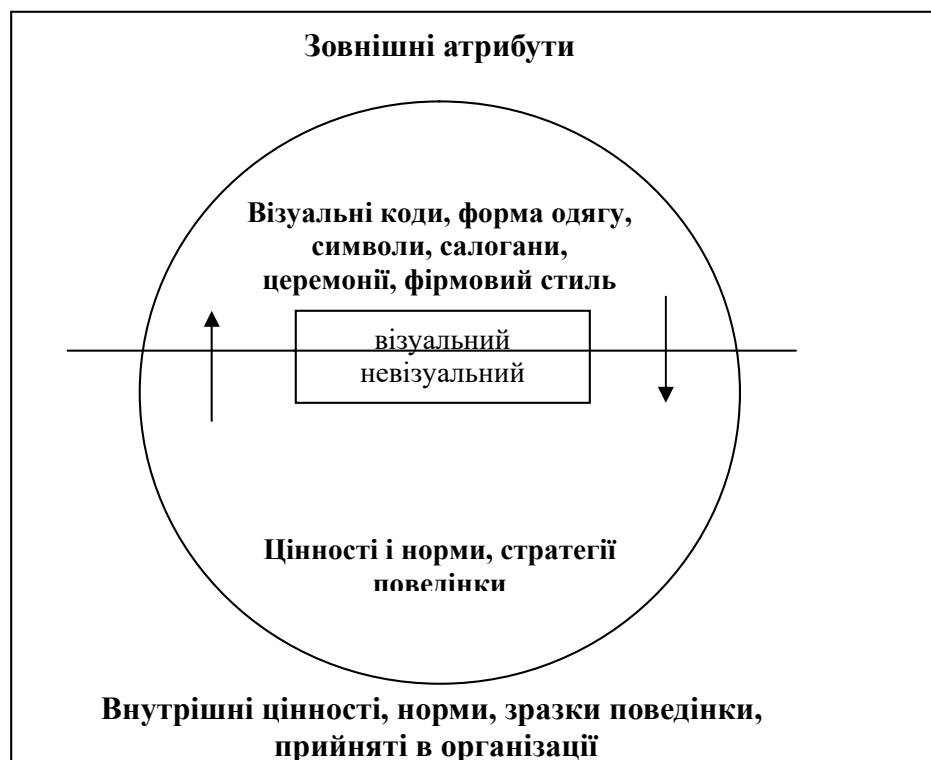 Зовнішні атрибути
Візуальні коди, форма одягу,
символи, салогани,
церемонії, фірмовий стиль
візуальний
невізуальний
Цінності і норми, стратегії
поведінки
Внутрішні цінності, норми, зразки поведінки,
прийняті в організації